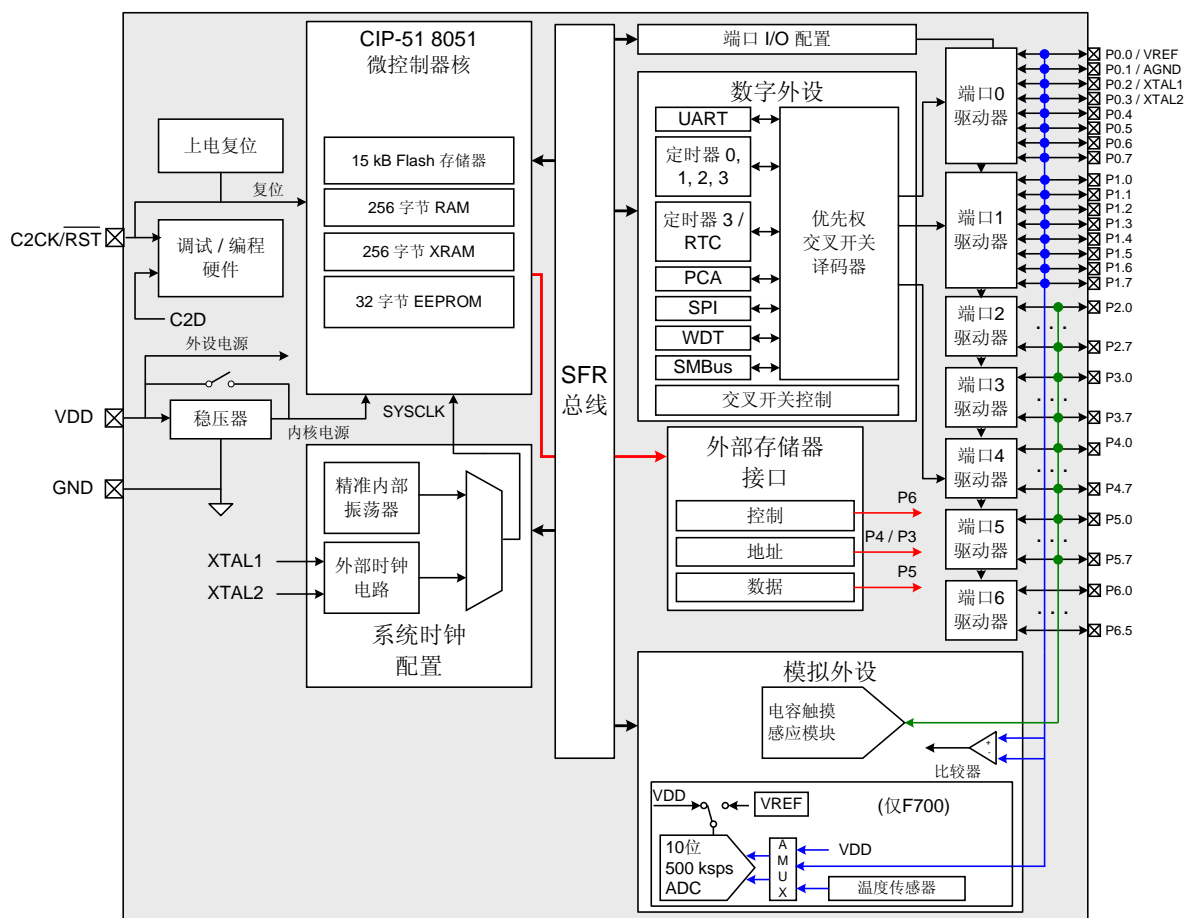 CIP-51 8051
微控制器核
15 kB Flash 存储器
256 字节 RAM
256 字节 XRAM
32 字节 EEPROM
上电复位
复位
C2CK/RST
调试 / 编程
硬件
C2D
外设电源
VDD
稳压器
内核电源
GND
SYSCLK
精准内部
振荡器
XTAL1
XTAL2
外部时钟
电路
系统时钟
配置
SFR
总线
端口 I/O 配置
数字外设
UART
定时器 0,
1, 2, 3
定时器 3 /
RTC
PCA
SPI
WDT
SMBus
优先权
交叉开关
译码器
交叉开关控制
外部存储器
接口
控制
P6
地址
P4 / P3
数据
P5
端口0
驱动器
端口1
驱动器
端口2
驱动器
端口3
驱动器
端口4
驱动器
端口5
驱动器
端口6
驱动器
P0.0 / VREF
P0.1 / AGND
P0.2 / XTAL1
P0.3 / XTAL2
P0.4
P0.5
P0.6
P0.7
P1.0
P1.1
P1.2
P1.3
P1.4
P1.5
P1.6
P1.7
P2.0
. . .
P2.7
P3.0
. . .
P3.7
P4.0
. . .
P4.7
P5.0
. . .
P5.7
P6.0
. . .
P6.5
模拟外设
电容触摸
感应模块
+
-
比较器
VDD
VREF
(仅F700)
10位
500 ksps
ADC
A
M
U
X
VDD
温度传感器